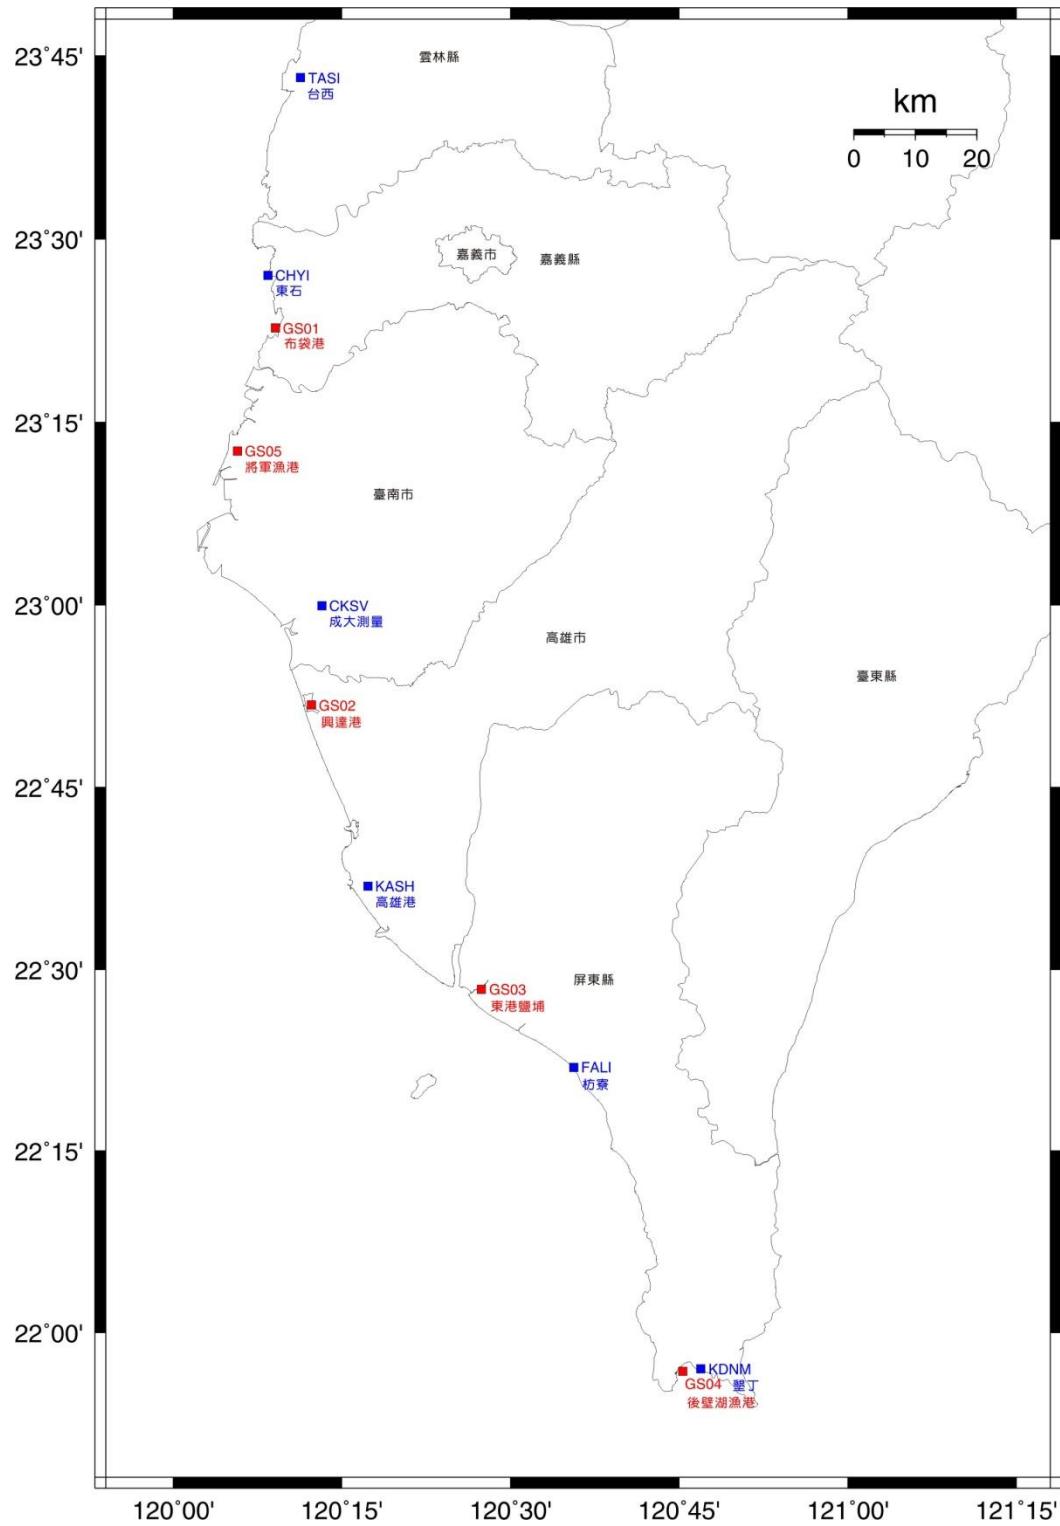 23°45'
雲林縣
TASI
台西
km
0 10 20
23°30'
嘉義市
嘉義縣
CHYI
東石
GS01
布袋港
23°15'
GS05
將軍漁港
臺南市
23°00'
CKSV
成大測量
高雄市
臺東縣
GS02
興達港
22°45'
KASH
高雄港
22°30'
GS03
東港鹽埔
屏東縣
FALI
枋寮
22°15'
22°00'
KDNM
墾丁
GS04
後壁湖漁港
120°00' 120°15' 120°30' 120°45' 121°00' 121°15'